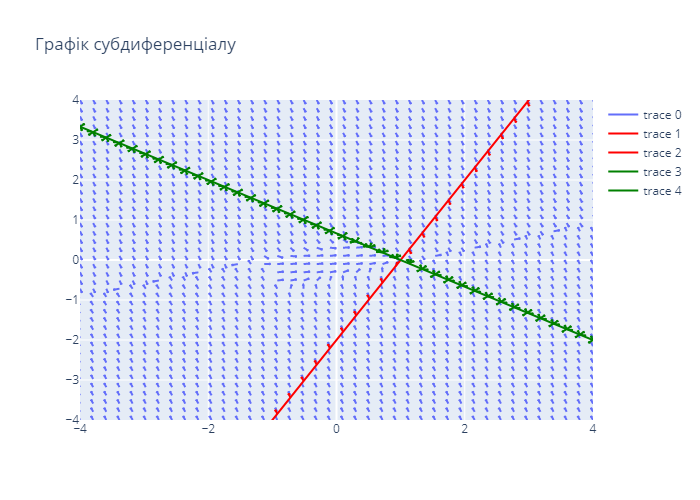 Графік субдиференціалу
trace 0
trace 1
trace 2
trace 3
trace 4
4
3
2
1
0
−1
−2
−3
−4
−4
−2
0
2
4